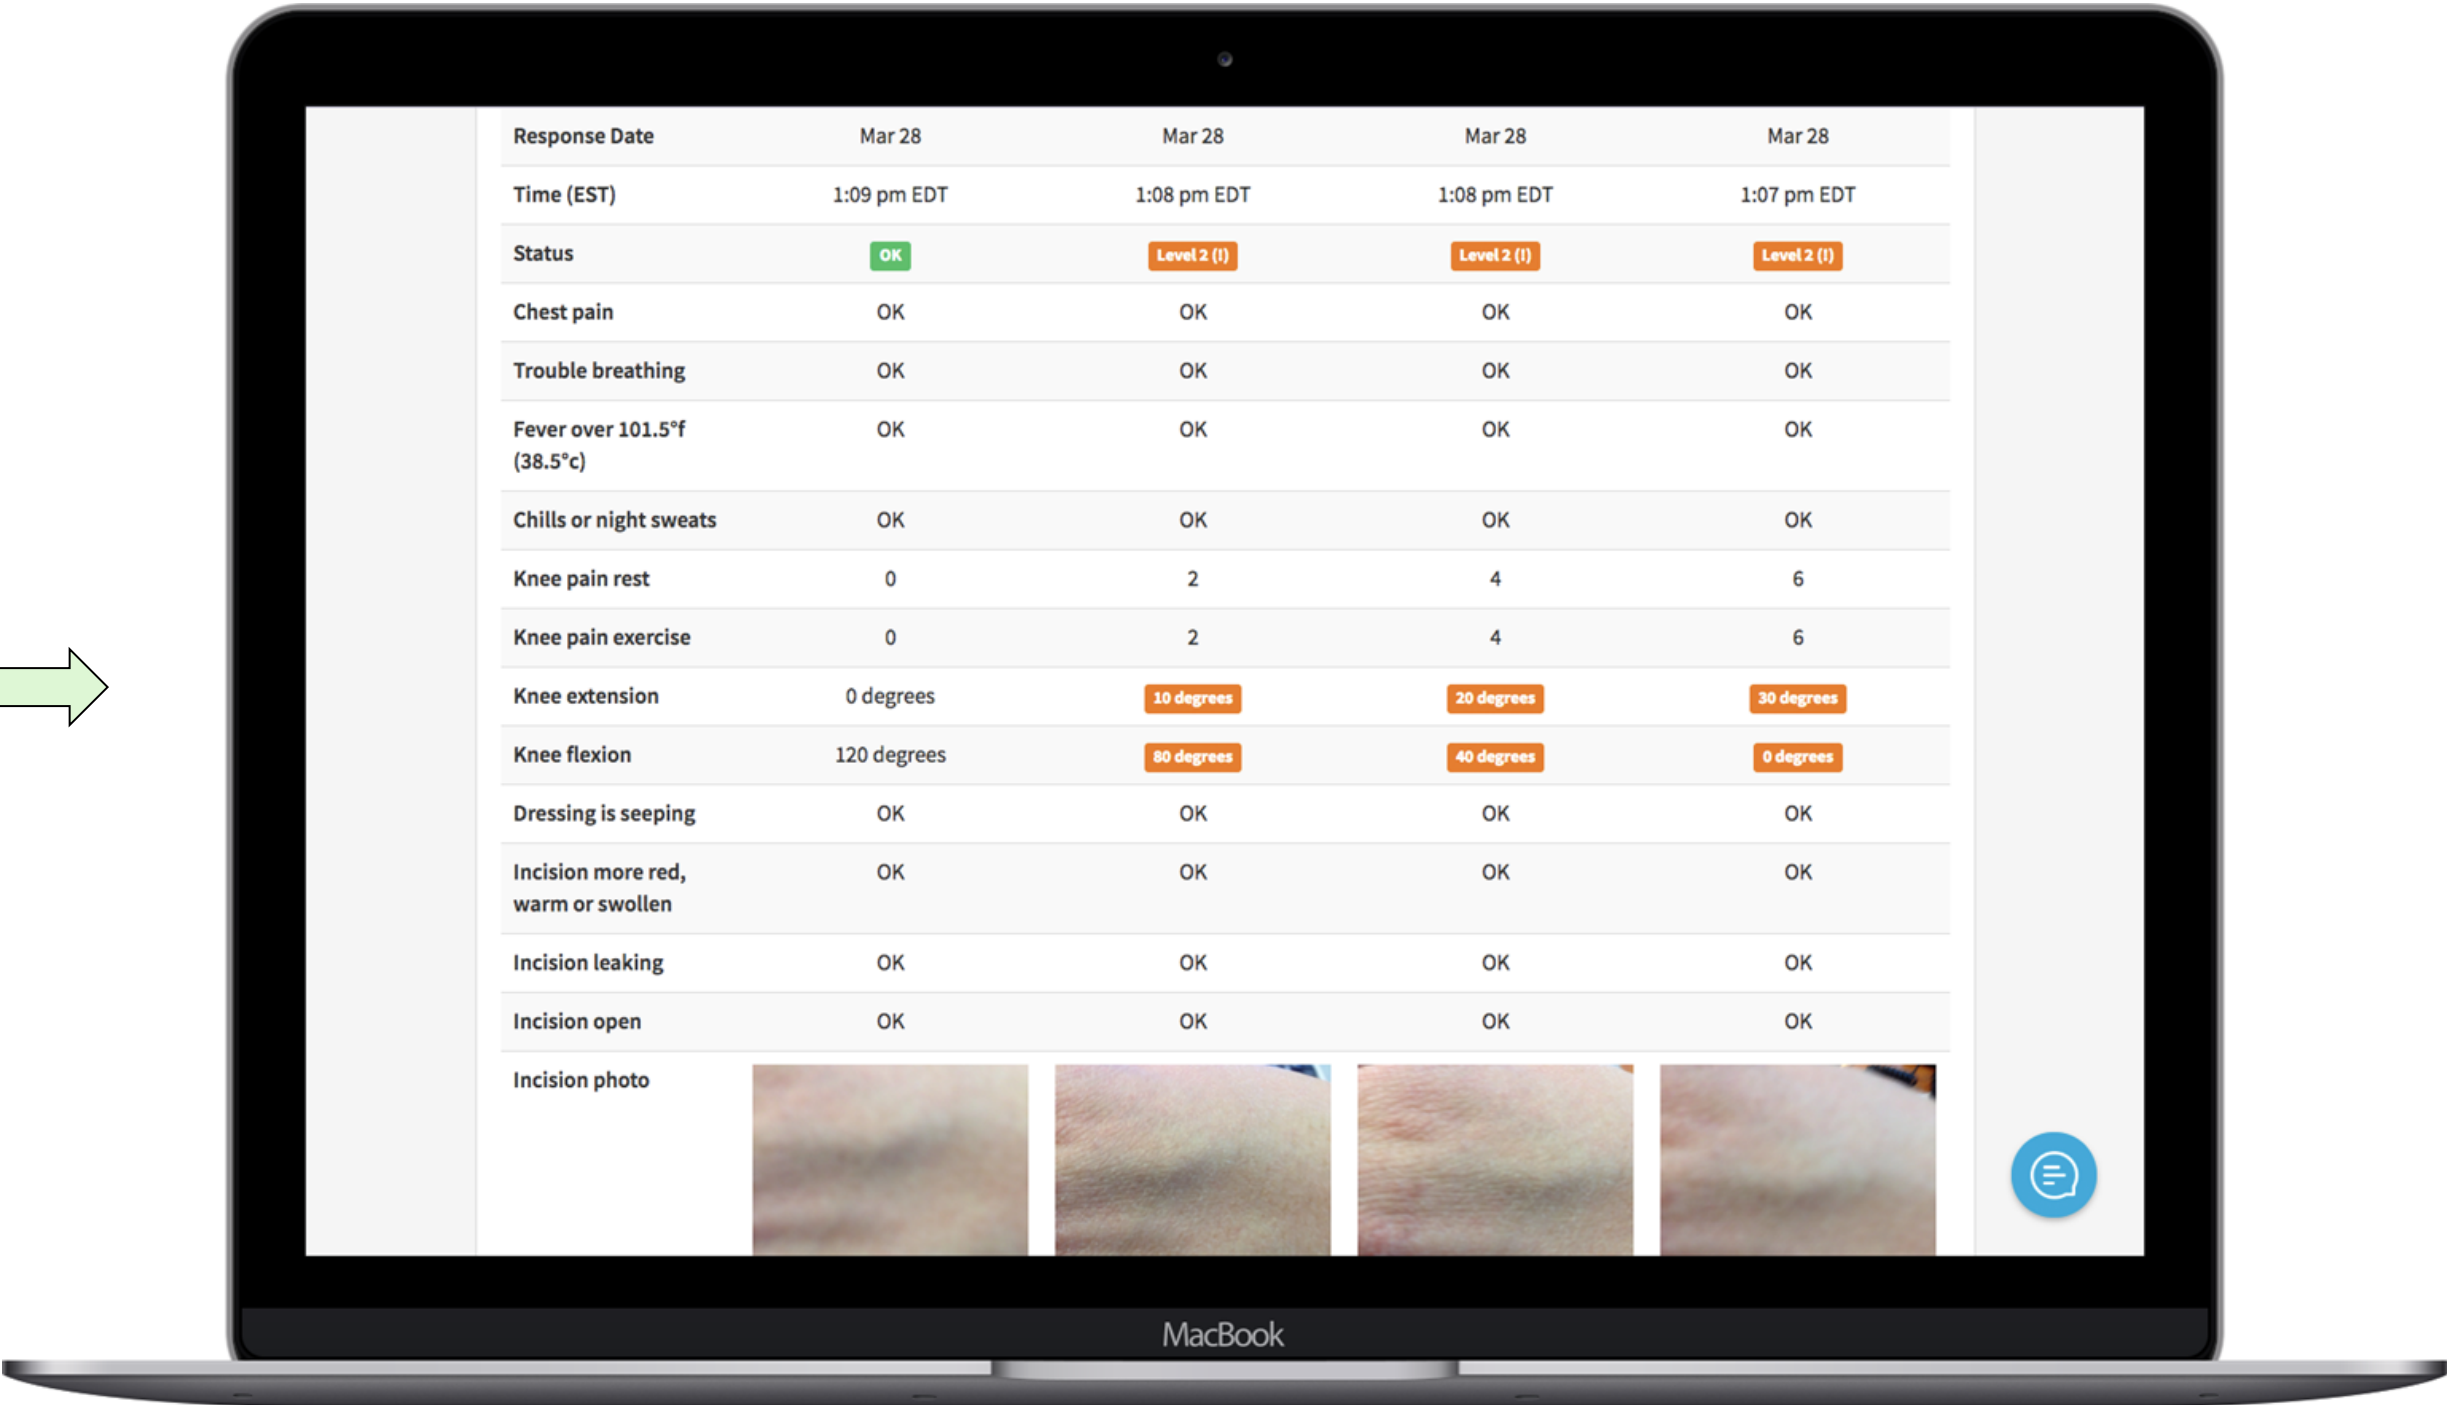 Response Date Mar 28 Mar 28 Mar 28 Mar 28
Time (EST) 1:09 pm EDT 1:08 pm EDT 1:08 pm EDT 1:07 pm EDT
Status OK Level 2 (!) Level 2 (!) Level 2 (!)
Chest pain OK OK OK OK
Trouble breathing OK OK OK OK
Fever over 101.5°f OK OK OK OK
(38.5°c)
Chills or night sweats OK OK OK OK
Knee pain rest 0 2 4 6
Knee pain exercise 0 2 4 6
Knee extension 0 degrees 10 degrees 20 degrees 30 degrees
Knee flexion 120 degrees 80 degrees 40 degrees 0 degrees
Dressing is seeping OK OK OK OK
Incision more red, OK OK OK OK
warm or swollen
Incision leaking OK OK OK OK
Incision open OK OK OK OK
Incision photo
MacBook